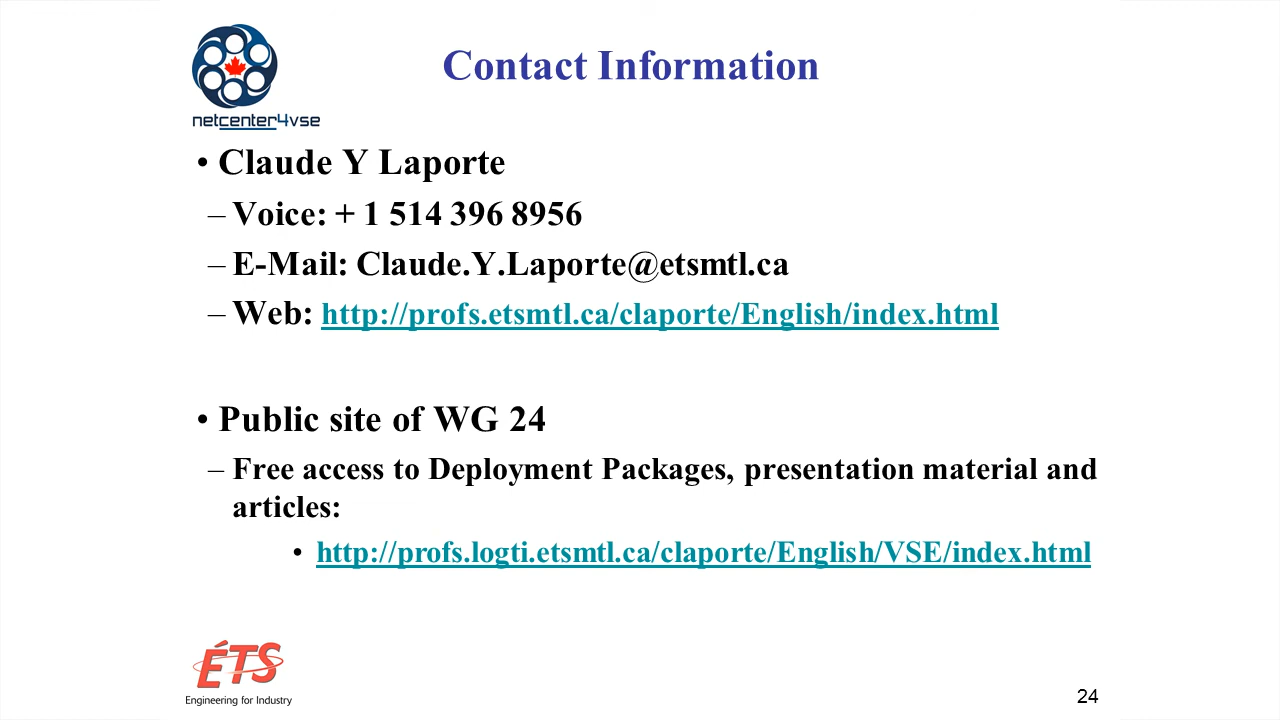 Contact Information
netcenter4vse
• Claude Y Laporte
– Voice: + 1 514 396 8956
– E-Mail: Claude.Y.Laporte@etsmtl.ca
– Web: http://profs.etsmtl.ca/claporte/English/index.html
• Public site of WG 24
– Free access to Deployment Packages, presentation material and
articles:
• http://profs.logti.etsmtl.ca/claporte/English/VSE/index.html
ÉTS
Engineering for Industry
24